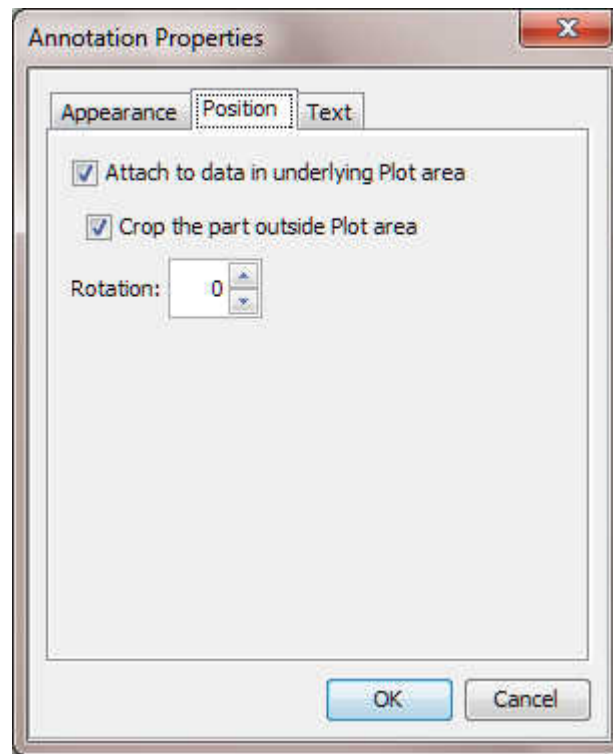 Annotation Properties
Appearance Position Text
Attach to data in underlying Plot area
Crop the part outside Plot area
Rotation: 0
OK Cancel